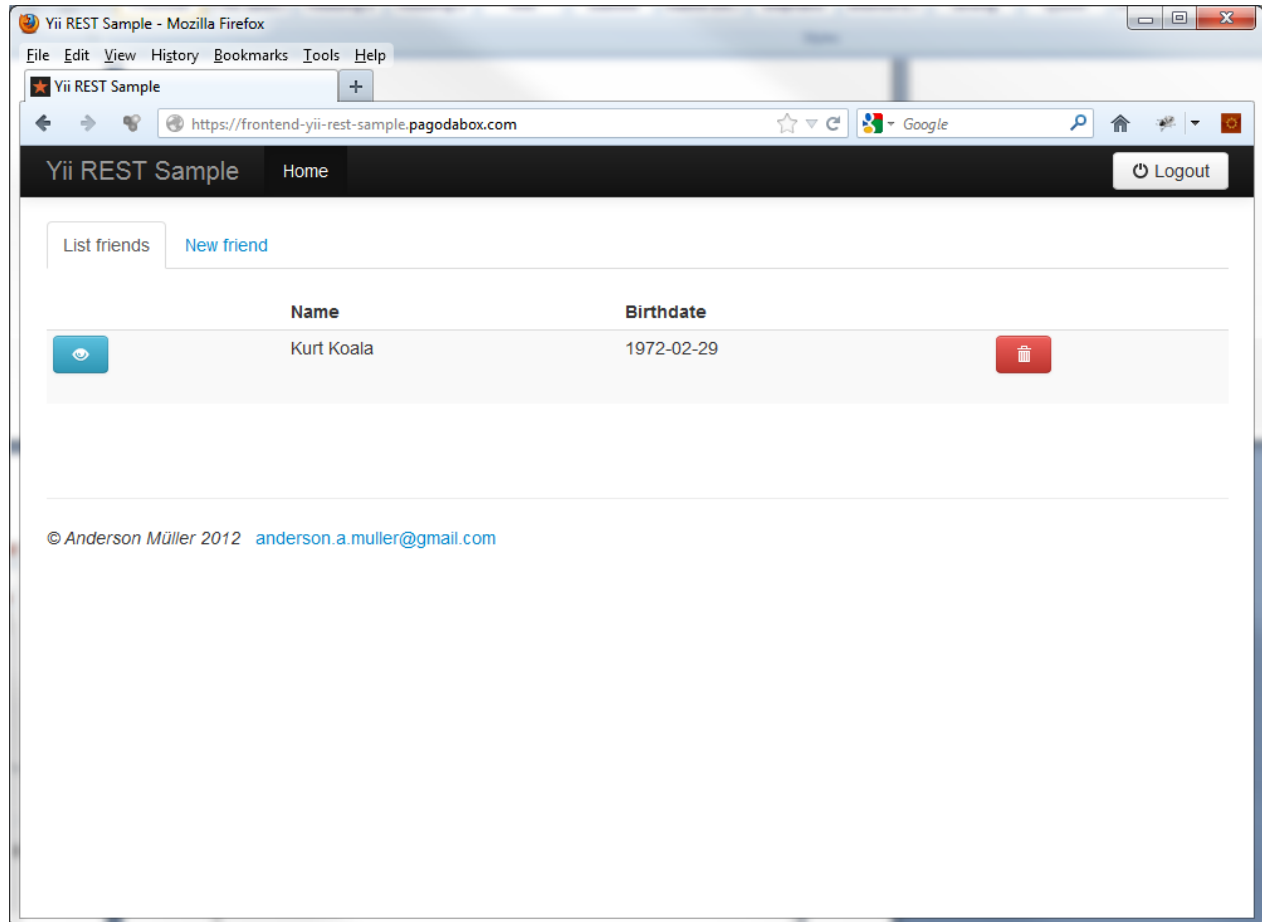 Yii REST Sample - Mozilla Firefox
File Edit View History Bookmarks Tools Help
Yii REST Sample +
https://frontend-yii-rest-sample.pagodabox.com Google
Yii REST Sample Home Logout
List friends New friend
Name Birthdate
Kurt Koala 1972-02-29
© Anderson Müller 2012 anderson.a.muller@gmail.com